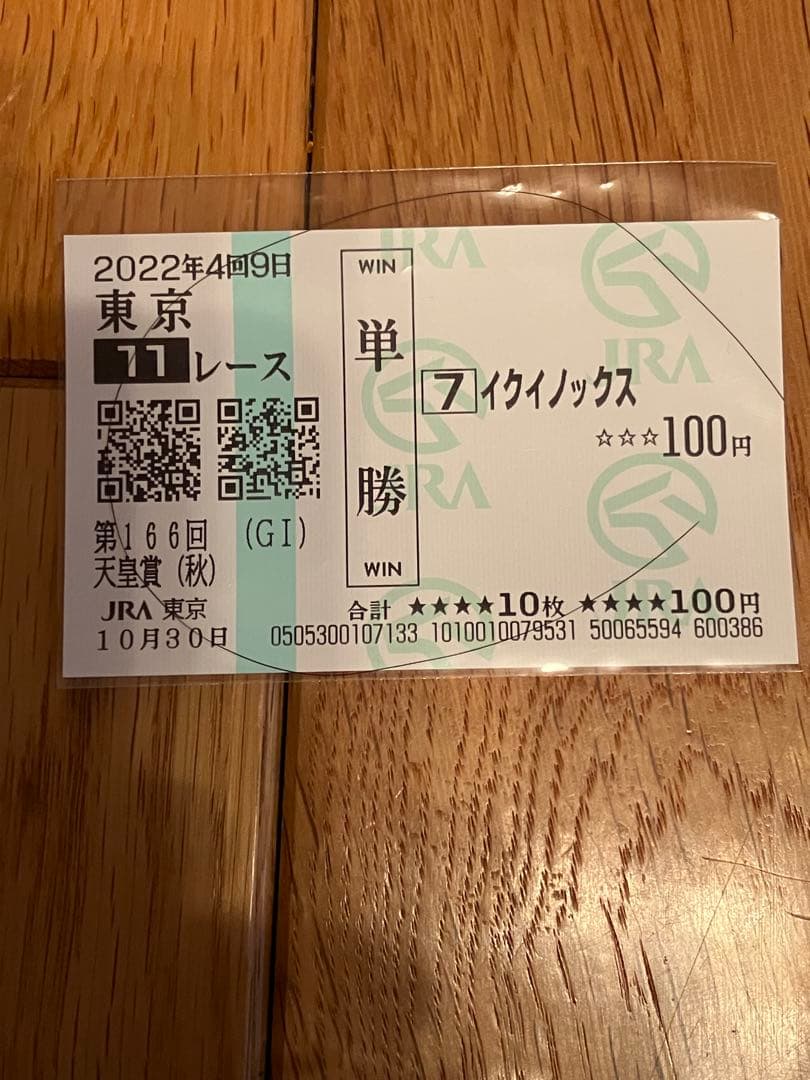 2022年4回9日
東京
11レース
第166回 (GⅠ)
天皇賞(秋)
JRA 東京
10月30日
WIN
単勝
WIN
7 イクイノックス
☆☆☆100円
合計 ★★★★10枚 ★★★★100円
0505300107133 1010010079531 50065594 600386
JRA
JRA
JRA